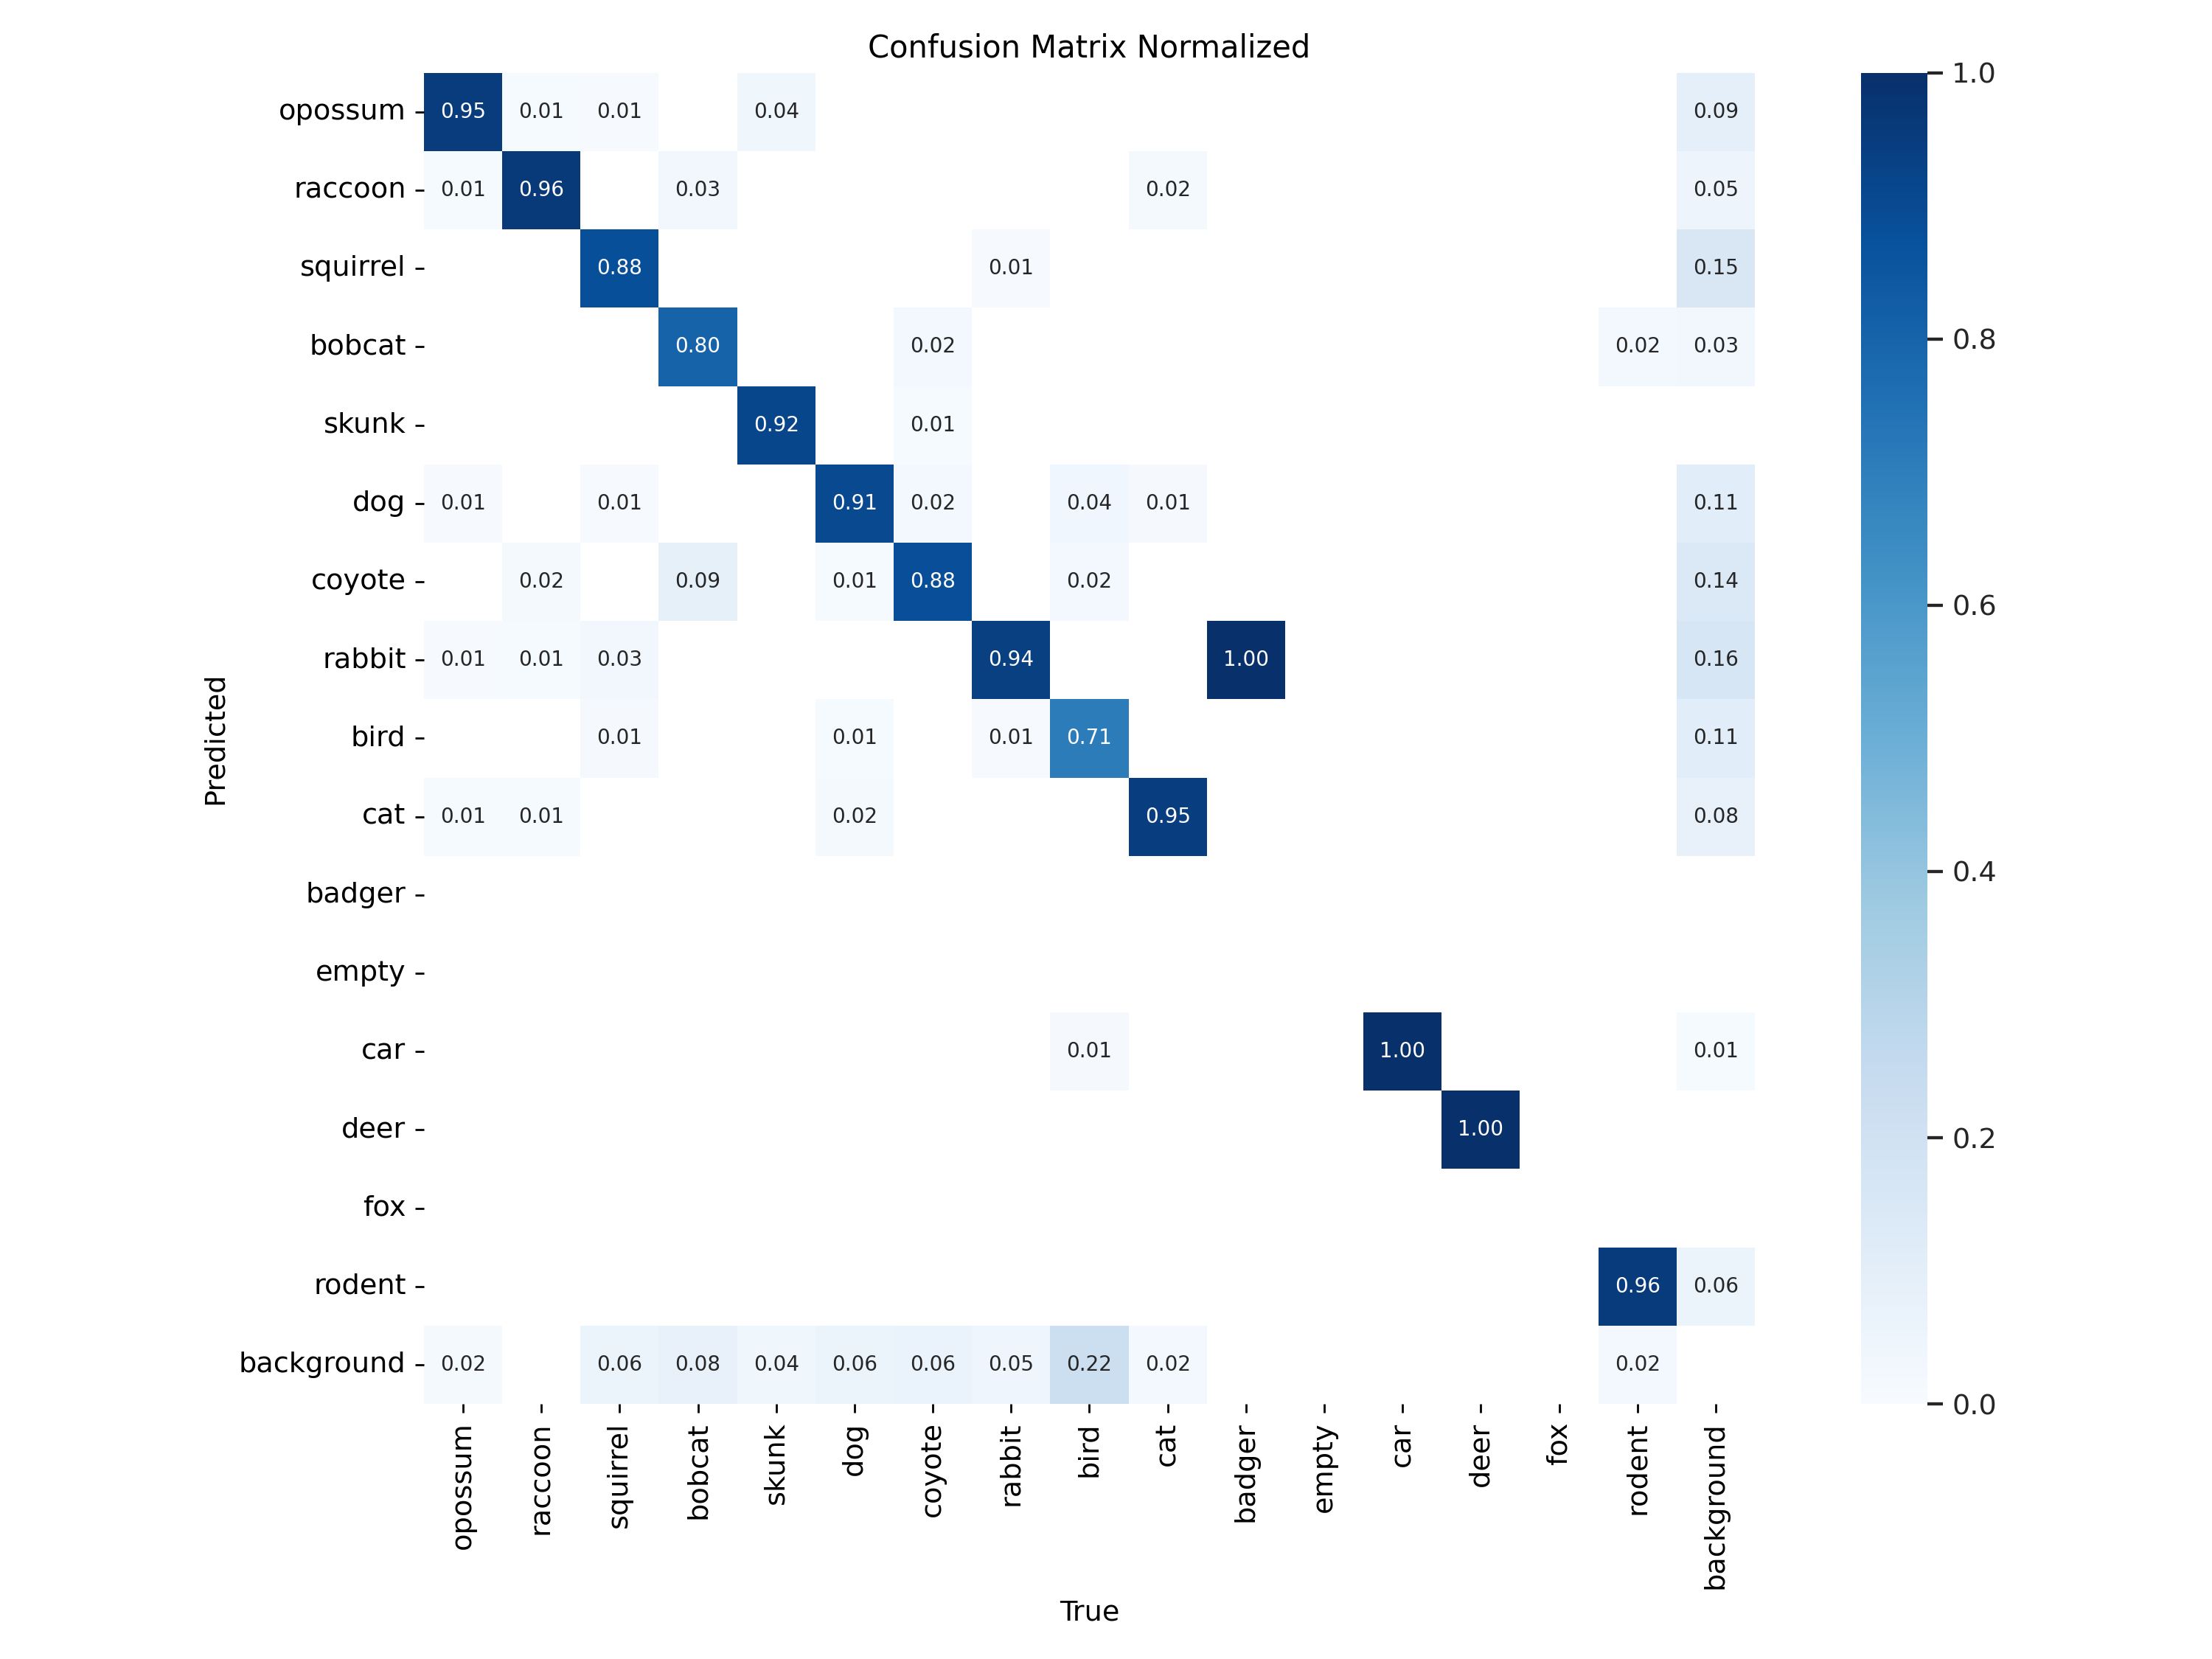 Confusion Matrix Normalized
opossum 0.95 0.01 0.01 0.04 0.09
raccoon 0.01 0.96 0.03 0.02 0.05
squirrel 0.88 0.01 0.15
bobcat 0.80 0.02 0.02 0.03
skunk 0.92 0.01
dog 0.01 0.01 0.91 0.02 0.04 0.01 0.11
coyote 0.02 0.09 0.01 0.88 0.02 0.14
rabbit 0.01 0.01 0.03 0.94 1.00 0.16
bird 0.01 0.01 0.01 0.71 0.11
cat 0.01 0.01 0.02 0.95 0.08
badger
empty
car 0.01 1.00 0.01
deer 1.00
fox
rodent 0.96 0.06
background 0.02 0.06 0.08 0.04 0.06 0.06 0.05 0.22 0.02 0.02
Predicted
opossum raccoon squirrel bobcat skunk dog coyote rabbit bird cat badger empty car deer fox rodent background
True
1.0
0.8
0.6
0.4
0.2
0.0